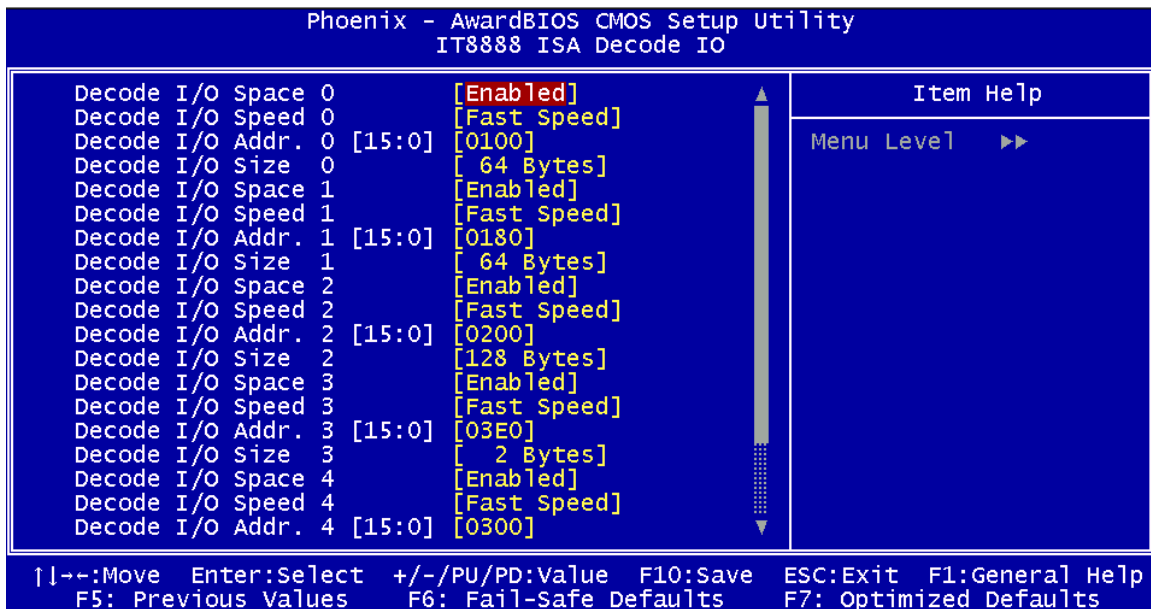 Phoenix - AwardBIOS CMOS Setup Utility
IT8888 ISA Decode IO
Decode I/O Space 0 [Enabled]
Decode I/O Speed 0 [Fast Speed]
Decode I/O Addr. 0 [15:0] [0100]
Decode I/O Size 0 [ 64 Bytes]
Decode I/O Space 1 [Enabled]
Decode I/O Speed 1 [Fast Speed]
Decode I/O Addr. 1 [15:0] [0180]
Decode I/O Size 1 [ 64 Bytes]
Decode I/O Space 2 [Enabled]
Decode I/O Speed 2 [Fast Speed]
Decode I/O Addr. 2 [15:0] [0200]
Decode I/O Size 2 [128 Bytes]
Decode I/O Space 3 [Enabled]
Decode I/O Speed 3 [Fast Speed]
Decode I/O Addr. 3 [15:0] [03E0]
Decode I/O Size 3 [ 2 Bytes]
Decode I/O Space 4 [Enabled]
Decode I/O Speed 4 [Fast Speed]
Decode I/O Addr. 4 [15:0] [0300]
Item Help
Menu Level ▶▶
↑↓→←:Move Enter:Select +/-/PU/PD:Value F10:Save ESC:Exit F1:General Help
F5: Previous Values F6: Fail-Safe Defaults F7: Optimized Defaults